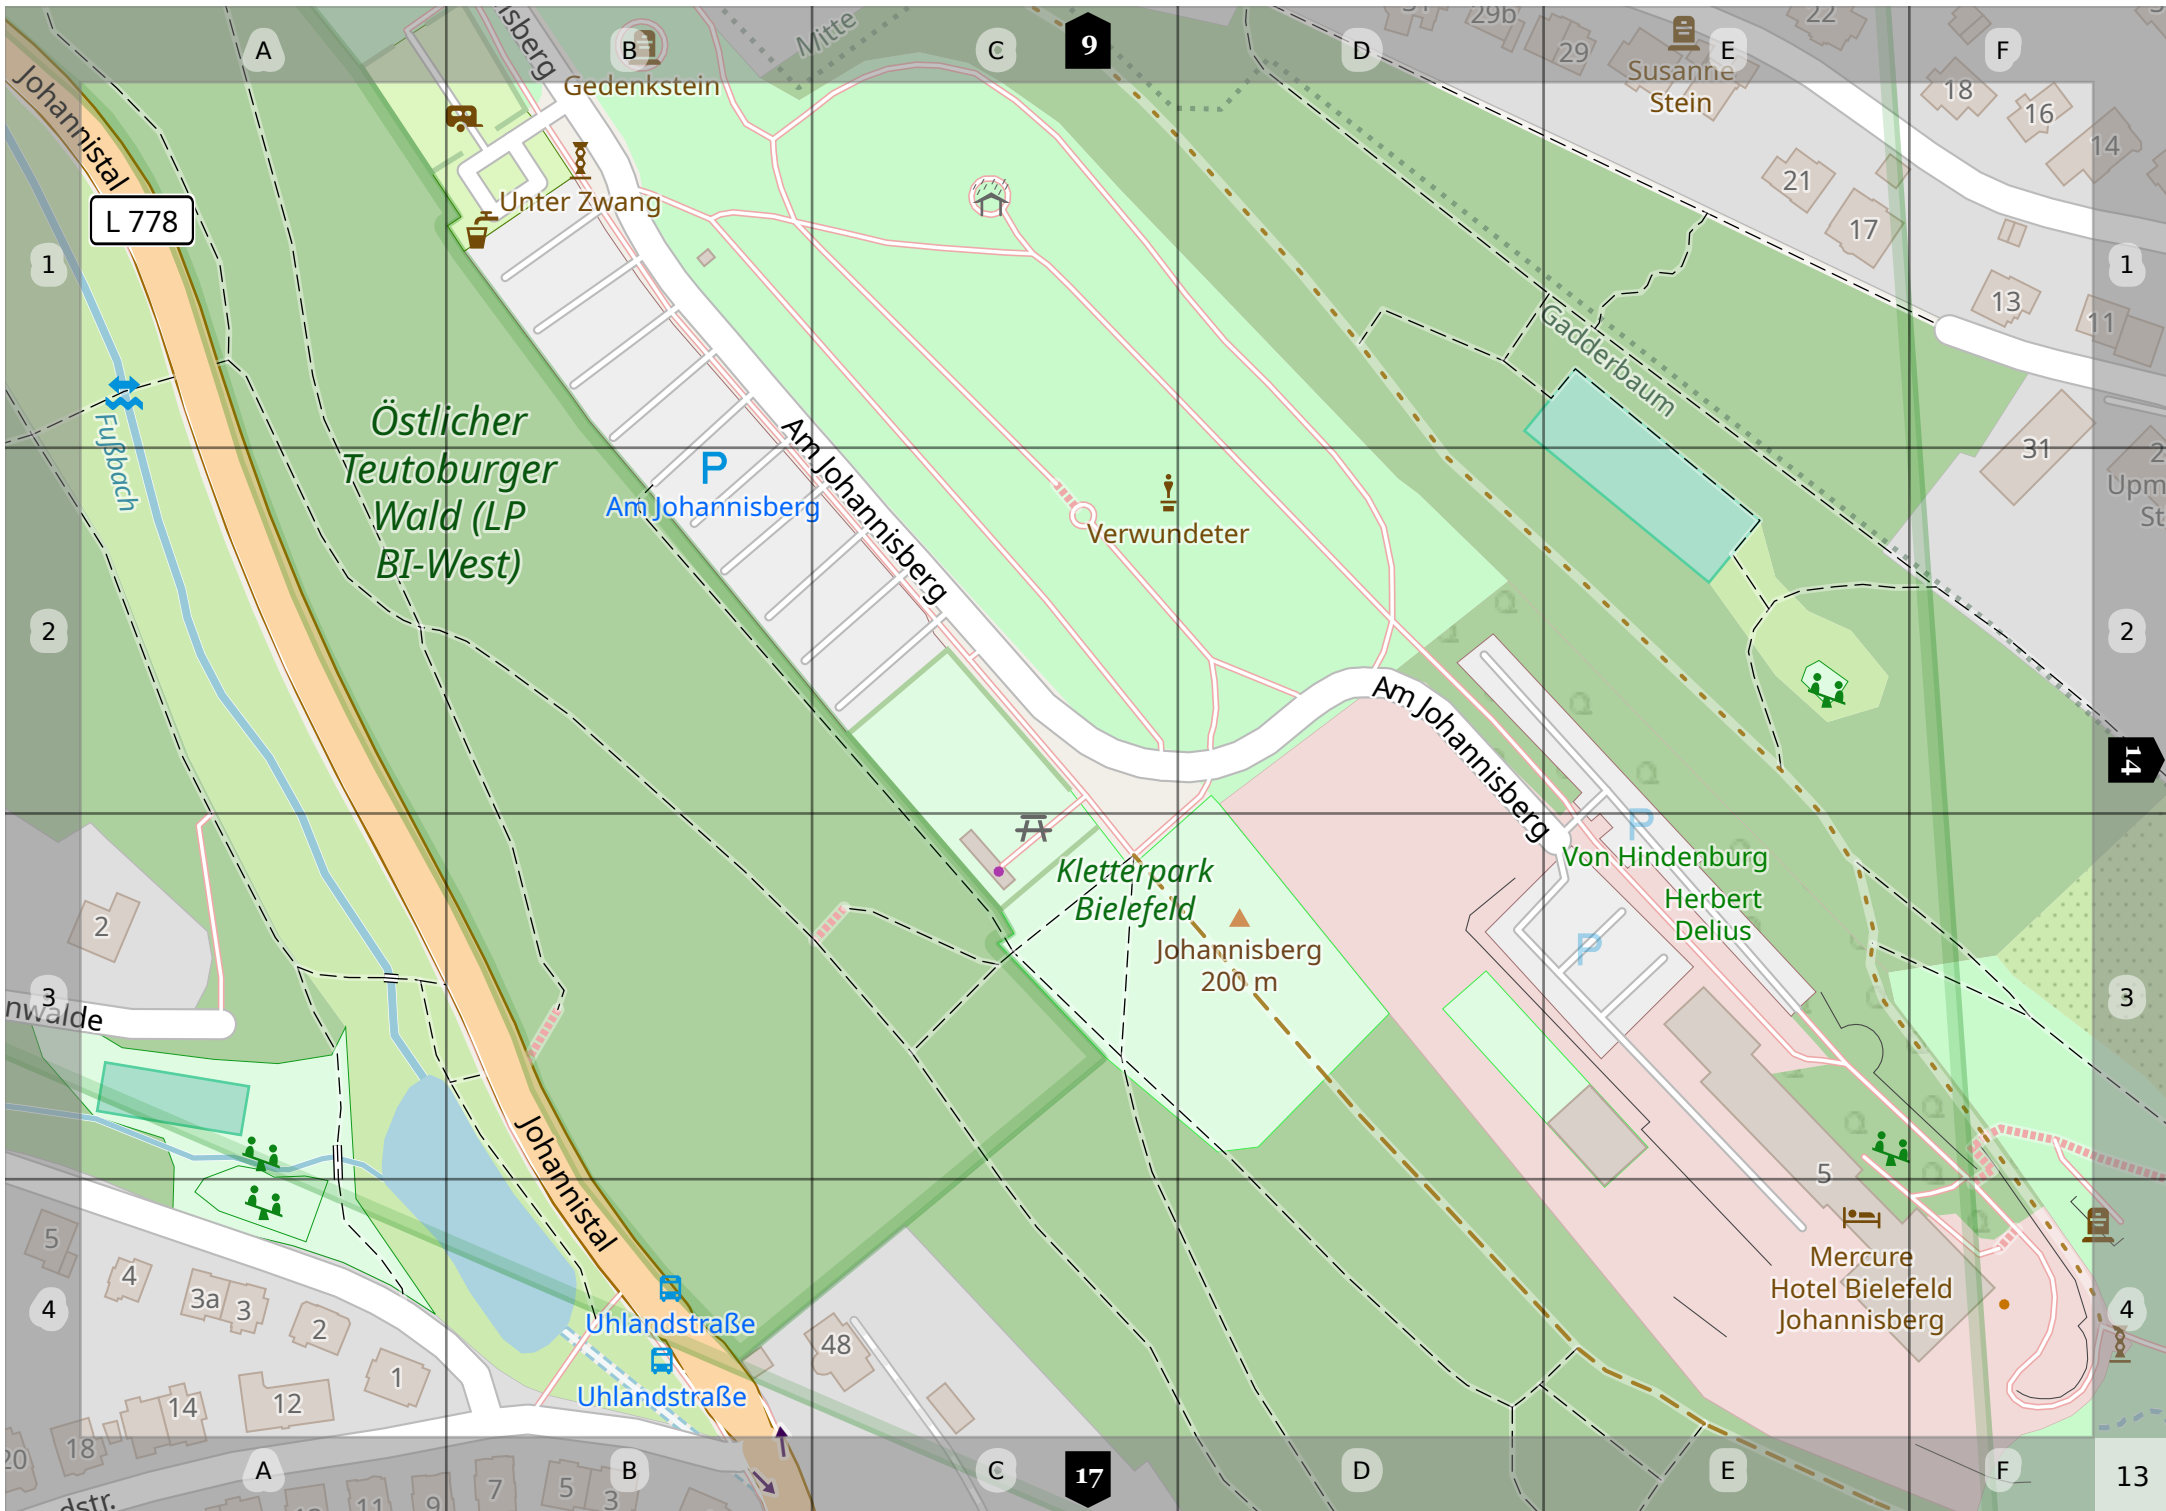 A
B
C
9
D
E
F
isberg
Mitte
29b
29
22
Gedenkstein
Susanne
Stein
18
16
14
Johannistal
21
Unter Zwang
17
L 778
1
1
13
11
Gadderbaum
Östlicher
Teutoburger
Wald (LP
BI-West)
Fußbach
Am Johannisberg
31
P
Am Johannisberg
Upm
St
Verwundeter
2
2
Am Johannisberg
14
P
Von Hindenburg
Kletterpark
Bielefeld
Herbert
Delius
2
Johannisberg
200 m
P
3
3
nwalde
Johannistal
5
5
4
3a
3
2
1
Mercure
Hotel Bielefeld
Johannisberg
4
4
Uhlandstraße
48
Uhlandstraße
12
14
18
20
A
B
C
17
D
E
F
13
dstr.
11
9
7
5
3